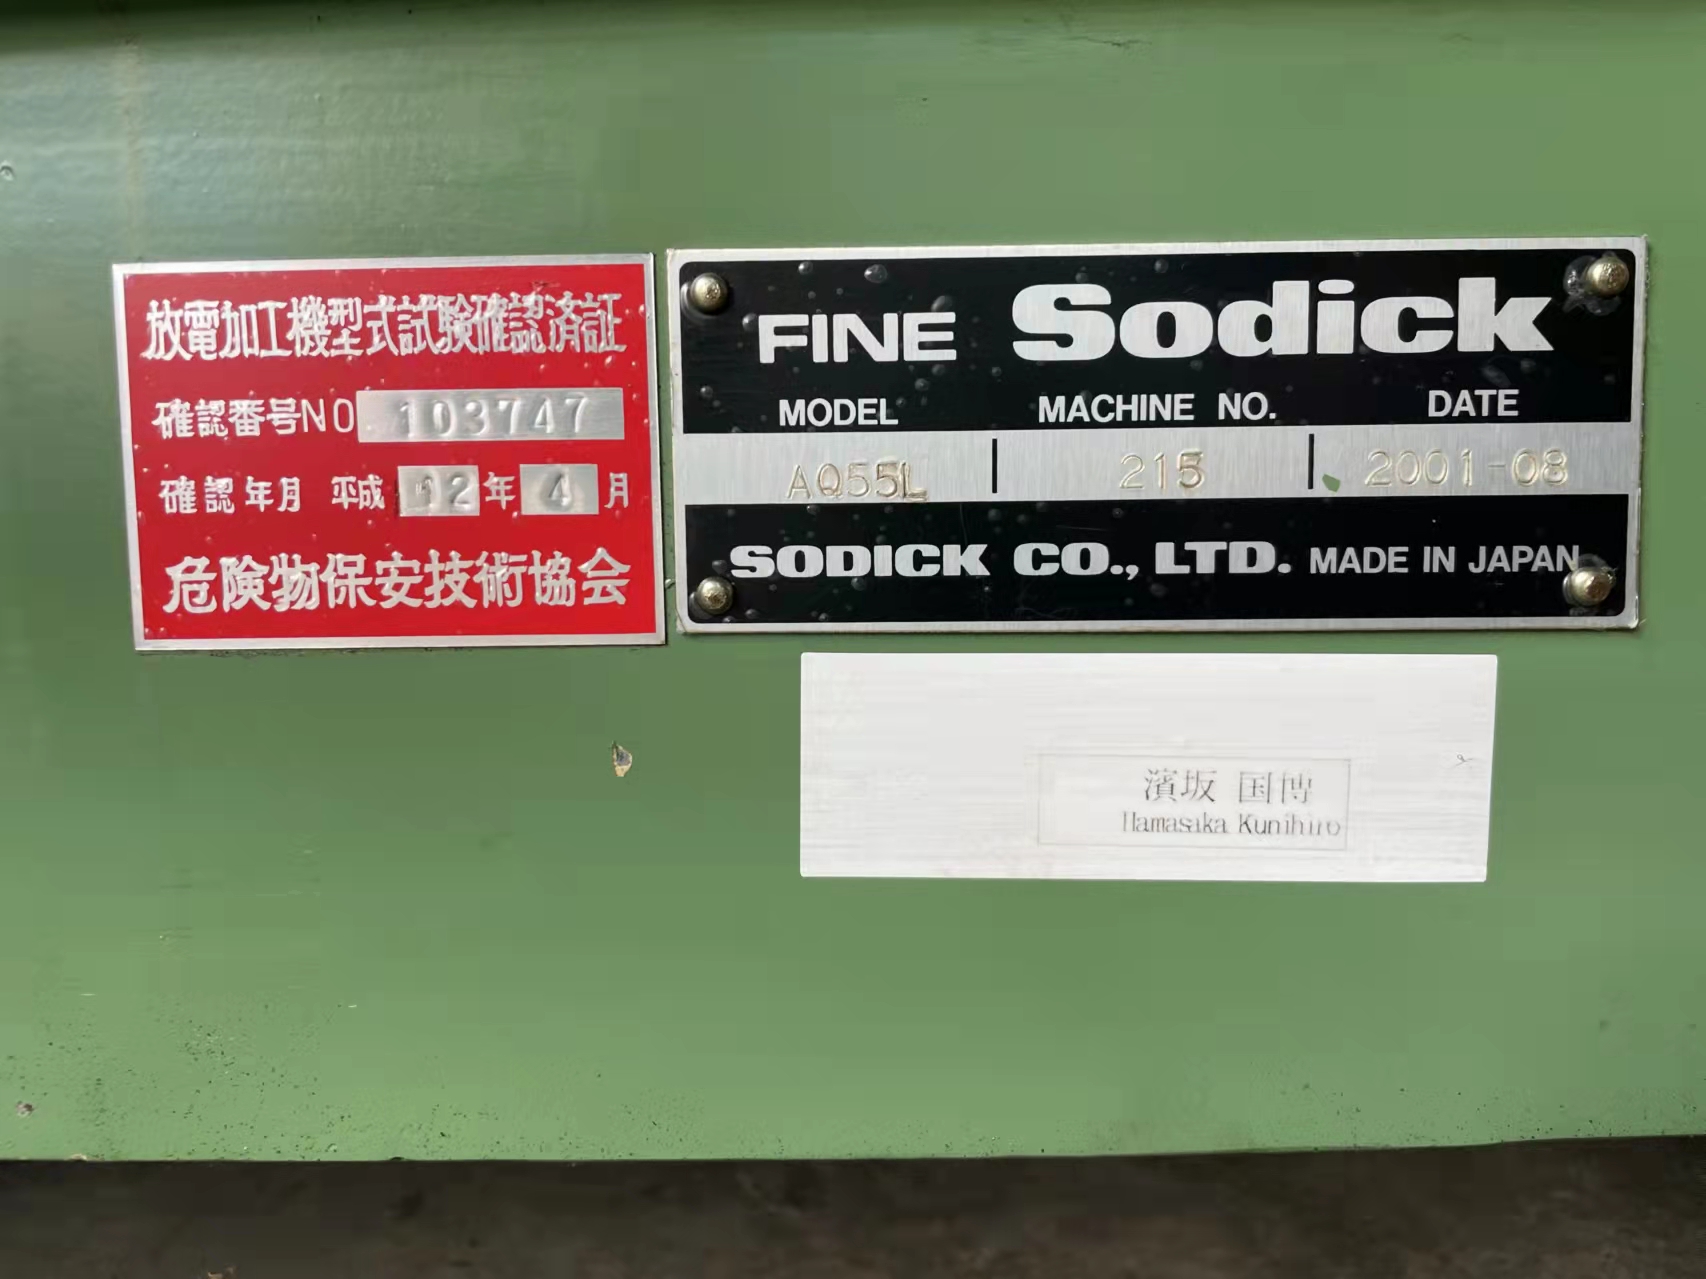 放電加工機型式試験確認済証
確認番号NO 103747
確認年月 平成 12年 4月
危険物保安技術協会
FINE Sodick
MODEL MACHINE NO. DATE
AQ55L 215 2001-08
SODICK CO., LTD. MADE IN JAPAN
濱坂 国博
Hamasaka Kunihiro